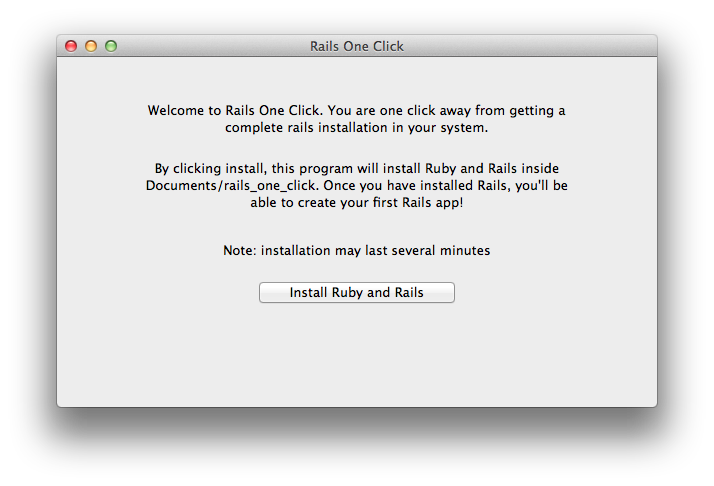 Rails One Click
Welcome to Rails One Click. You are one click away from getting a
complete rails installation in your system.
By clicking install, this program will install Ruby and Rails inside
Documents/rails_one_click. Once you have installed Rails, you'll be
able to create your first Rails app!
Note: installation may last several minutes
Install Ruby and Rails